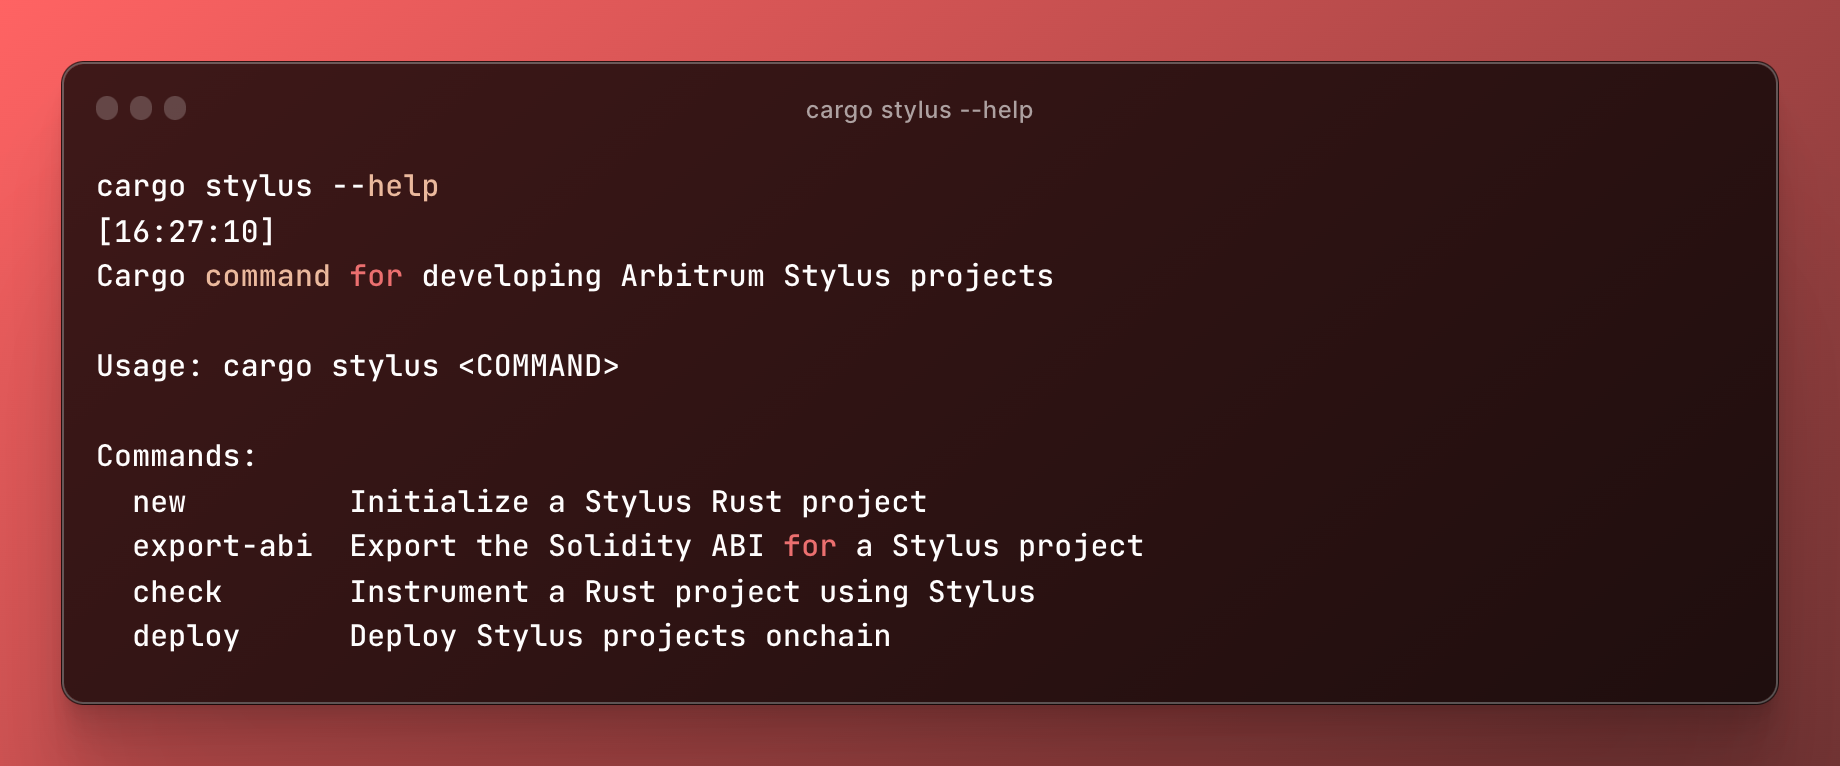 cargo stylus --help
cargo stylus --help
[16:27:10]
Cargo command for developing Arbitrum Stylus projects
Usage: cargo stylus <COMMAND>
Commands:
  new         Initialize a Stylus Rust project
  export-abi  Export the Solidity ABI for a Stylus project
  check       Instrument a Rust project using Stylus
  deploy      Deploy Stylus projects onchain